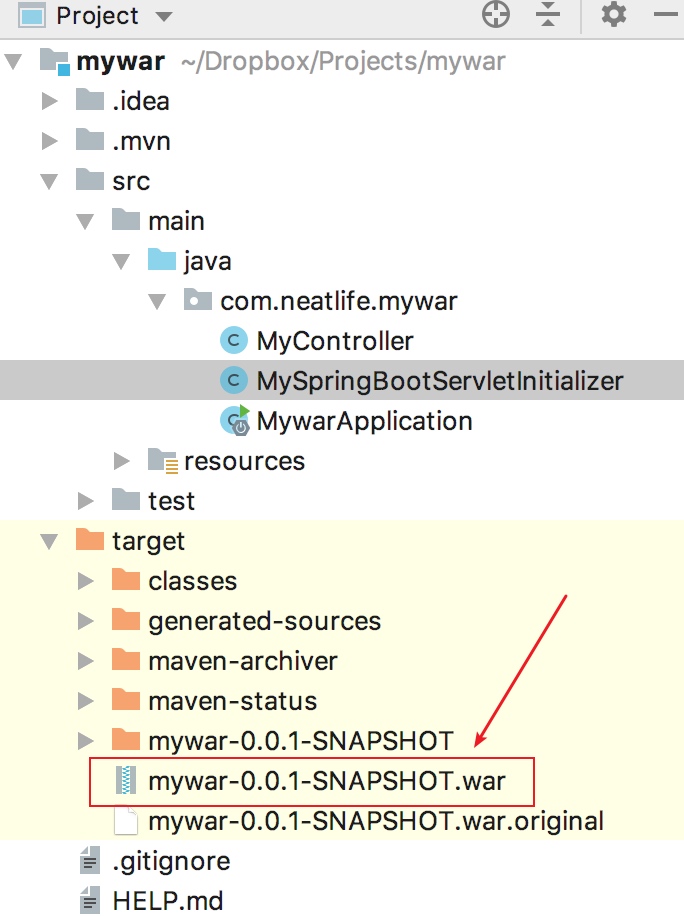 Project
mywar ~/Dropbox/Projects/mywar
.idea
.mvn
src
main
java
com.neatlife.mywar
MyController
MySpringBootServletInitializer
MywarApplication
resources
test
target
classes
generated-sources
maven-archiver
maven-status
mywar-0.0.1-SNAPSHOT
mywar-0.0.1-SNAPSHOT.war
mywar-0.0.1-SNAPSHOT.war.original
.gitignore
HELP.md